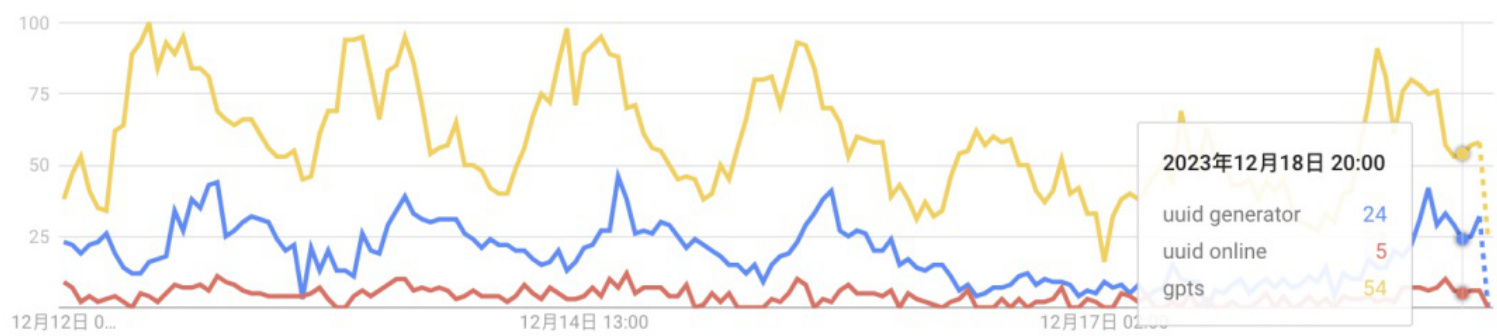 100
75
50
25
2023年12月18日 20:00
uuid generator 24
uuid online 5
gpts 54
12月12日 0…
12月14日 13:00
12月17日 02:00